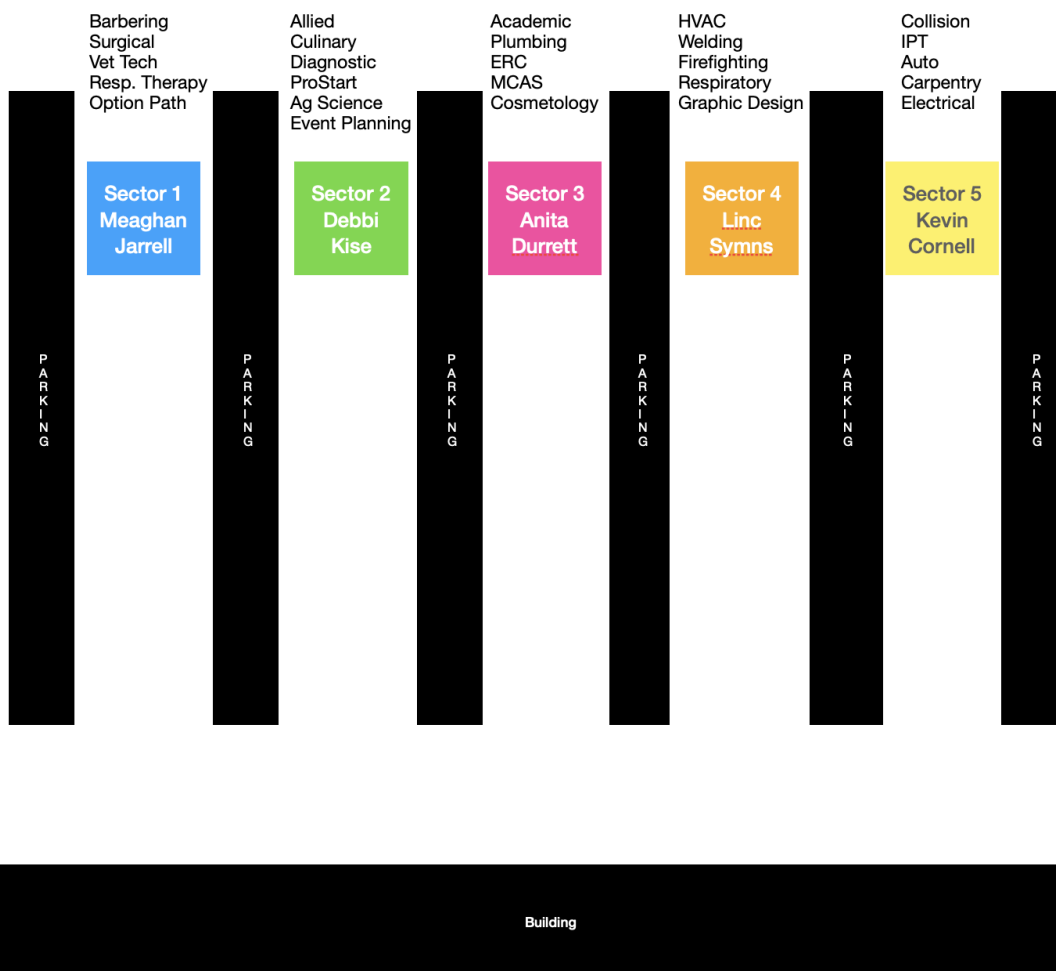 Barbering
Surgical
Vet Tech
Resp. Therapy
Option Path
Allied
Culinary
Diagnostic
ProStart
Ag Science
Event Planning
Academic
Plumbing
ERC
MCAS
Cosmetology
HVAC
Welding
Firefighting
Respiratory
Graphic Design
Collision
IPT
Auto
Carpentry
Electrical
Sector 1
Meaghan
Jarrell
Sector 2
Debbi
Kise
Sector 3
Anita
Durrett
Sector 4
Linc
Symns
Sector 5
Kevin
Cornell
PARKING
PARKING
PARKING
PARKING
PARKING
PARKING
Building